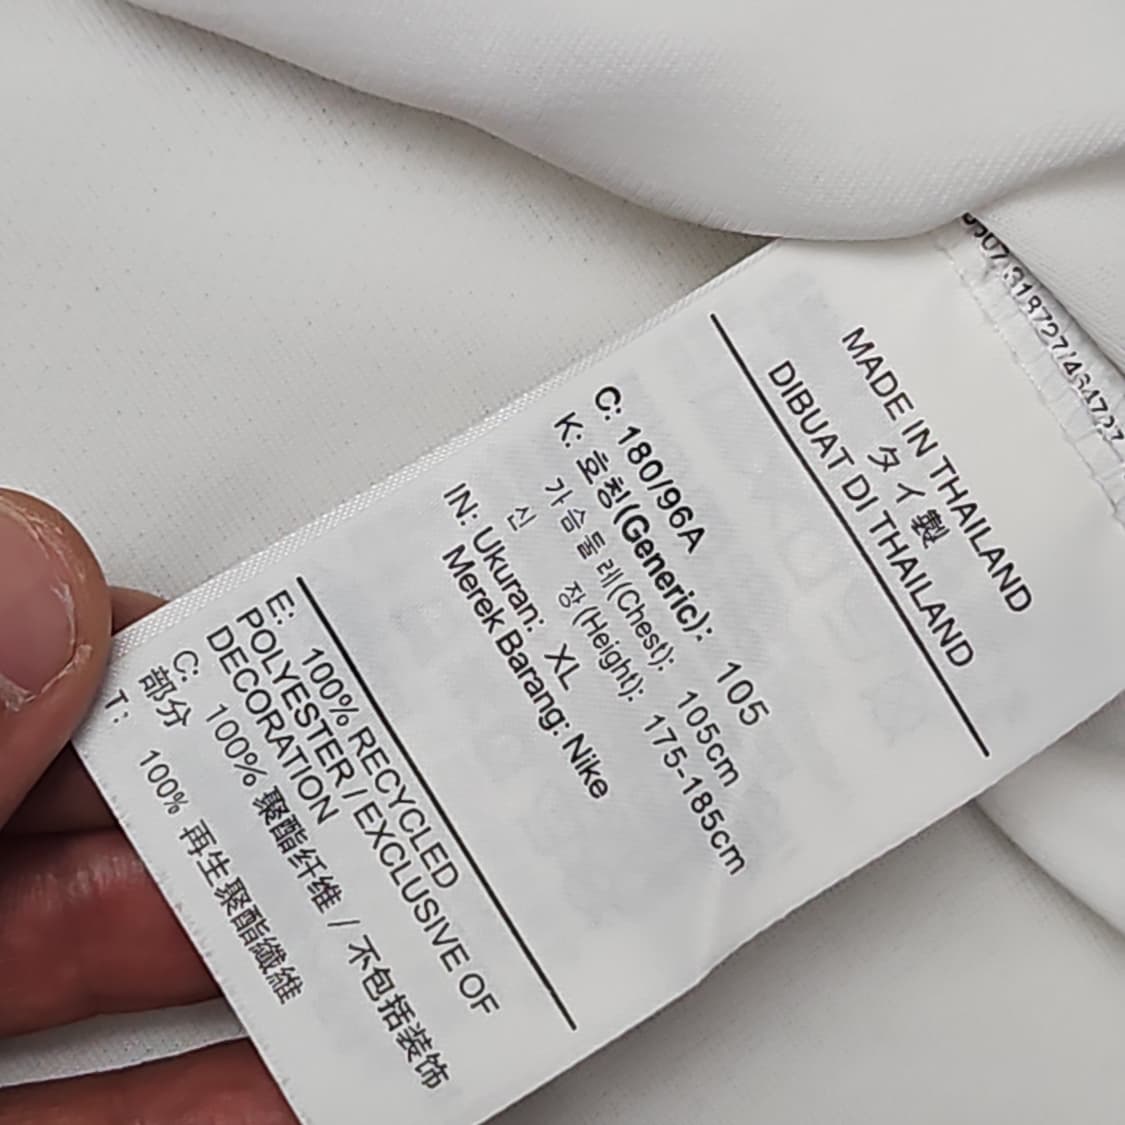 MADE IN THAILAND
タイ製
DIBUAT DI THAILAND
C: 180/96A
K: 호칭(Generic): 105
가슴둘레(Chest): 105cm
신 장(Height): 175-185cm
IN: Ukuran: XL
Merek Barang: Nike
E: 100% RECYCLED
POLYESTER / EXCLUSIVE OF
DECORATION
C: 100% 聚酯纤维 / 不包括装饰
部分
T: 100% 再生聚酯纖維